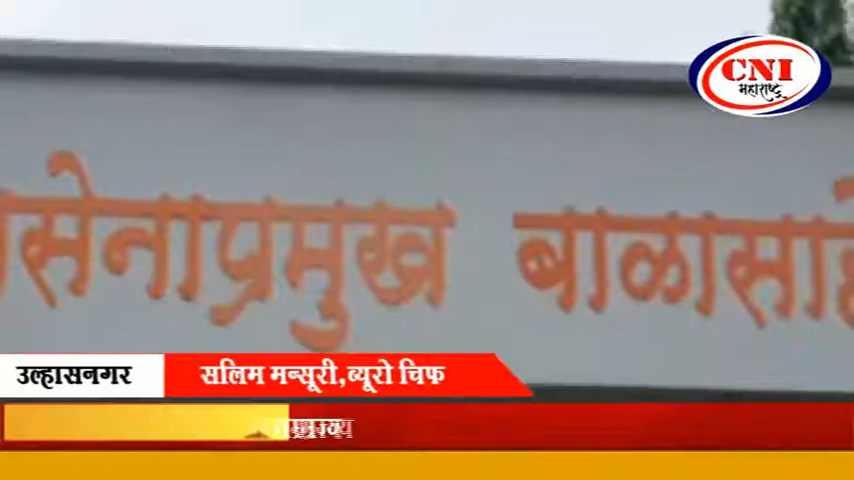 CNI
महाराष्ट्र
सेनाप्रमुख बाळासाहे
उल्हासनगर
सलिम मन्सूरी,ब्यूरो चिफ